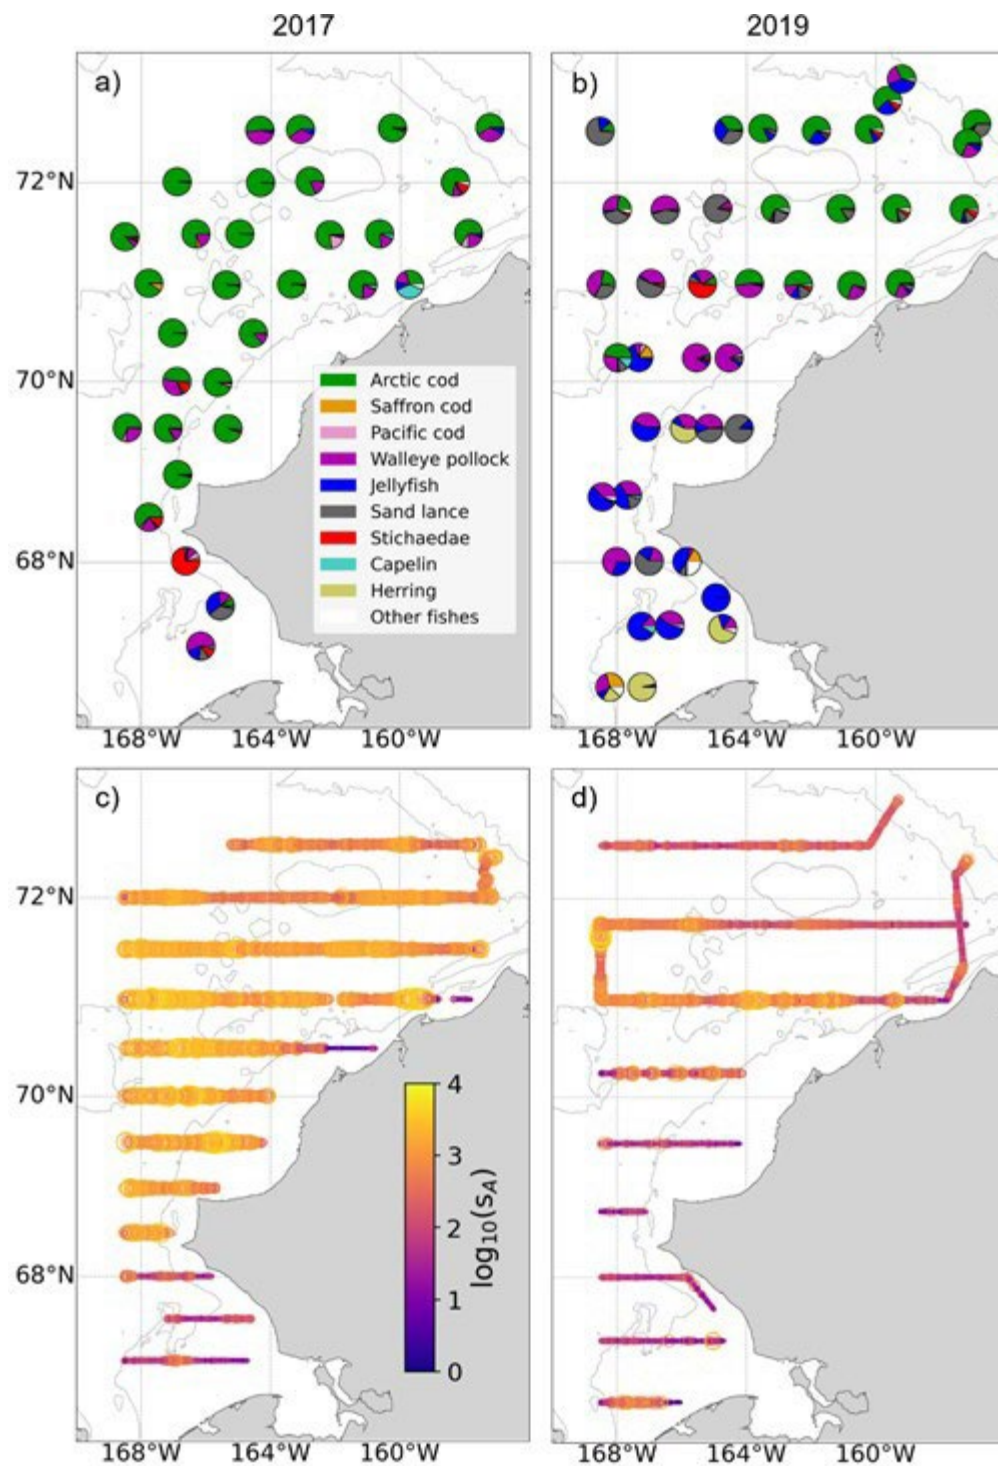 2017 2019
a) b)
72°N
70°N
68°N
Arctic cod
Saffron cod
Pacific cod
Walleye pollock
Jellyfish
Sand lance
Stichaedae
Capelin
Herring
Other fishes
168°W 164°W 160°W 168°W 164°W 160°W
c) d)
72°N
70°N
68°N
4
3
2
1
0
log10(sA)
168°W 164°W 160°W 168°W 164°W 160°W